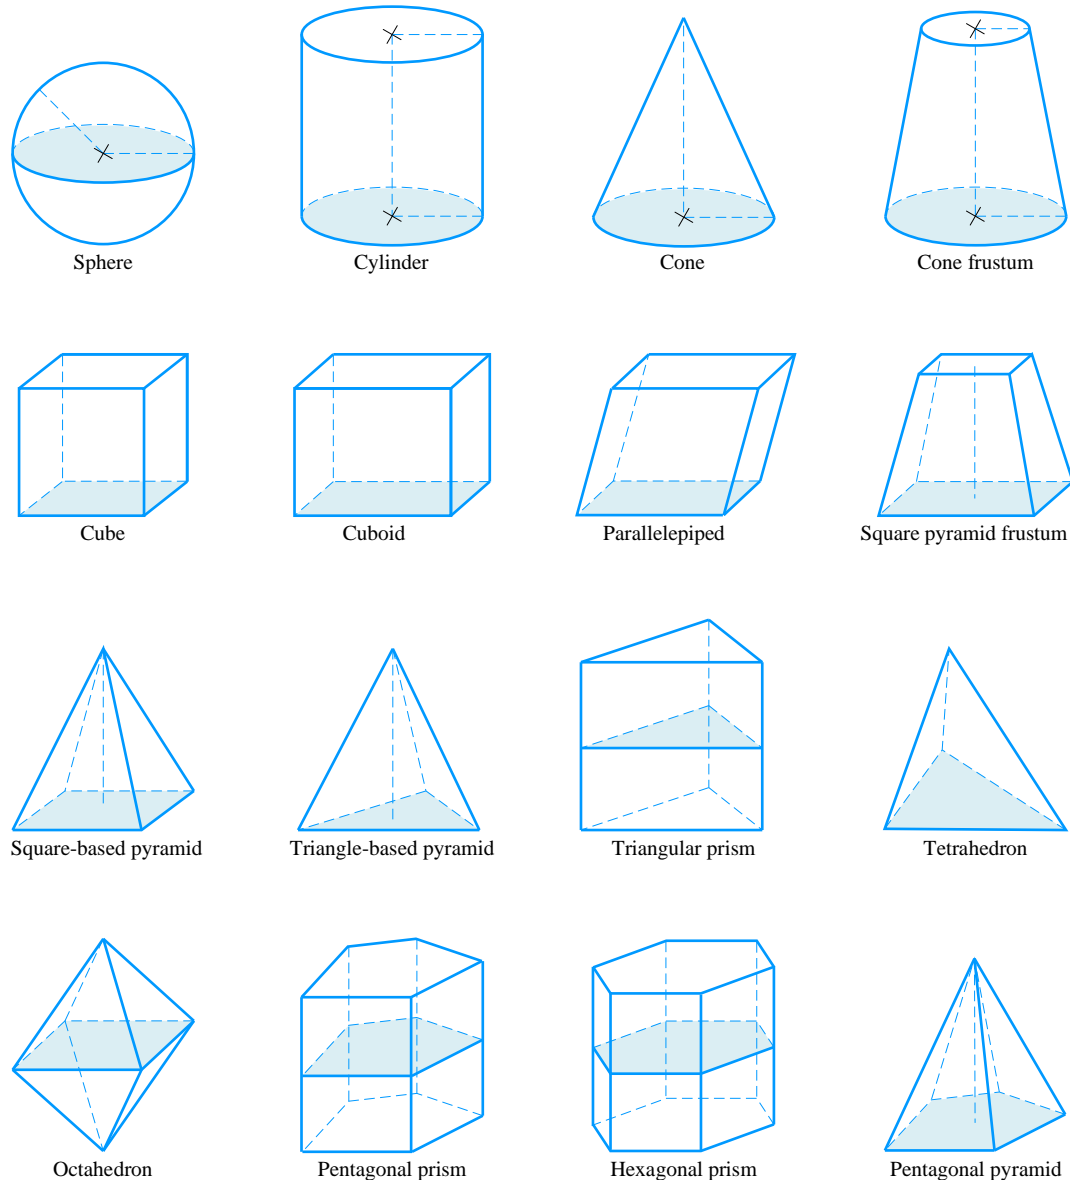 Sphere
Cylinder
Cone
Cone frustum
Cube
Cuboid
Parallelepiped
Square pyramid frustum
Square-based pyramid
Triangle-based pyramid
Triangular prism
Tetrahedron
Octahedron
Pentagonal prism
Hexagonal prism
Pentagonal pyramid